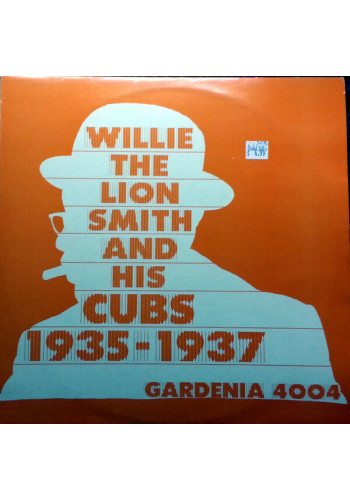 WILLIE
THE
LION
SMITH
AND
HIS
CUBS
1935-1937
GARDENIA 4004